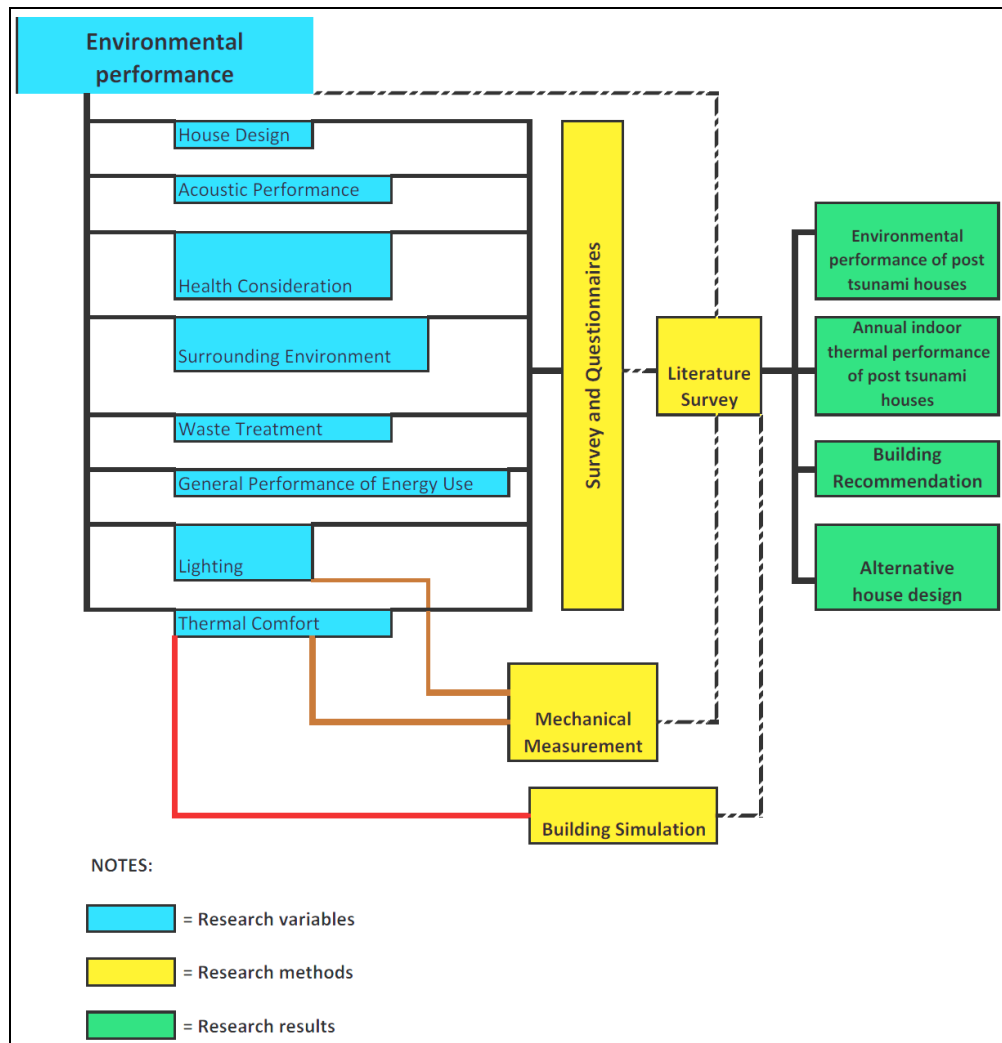 Environmental
performance
House Design
Acoustic Performance
Health Consideration
Surrounding Environment
Waste Treatment
General Performance of Energy Use
Lighting
Thermal Comfort
Survey and Questionnaires
Literature
Survey
Mechanical
Measurement
Building Simulation
Environmental
performance of post
tsunami houses
Annual indoor
thermal performance
of post tsunami
houses
Building
Recommendation
Alternative
house design
NOTES:
= Research variables
= Research methods
= Research results